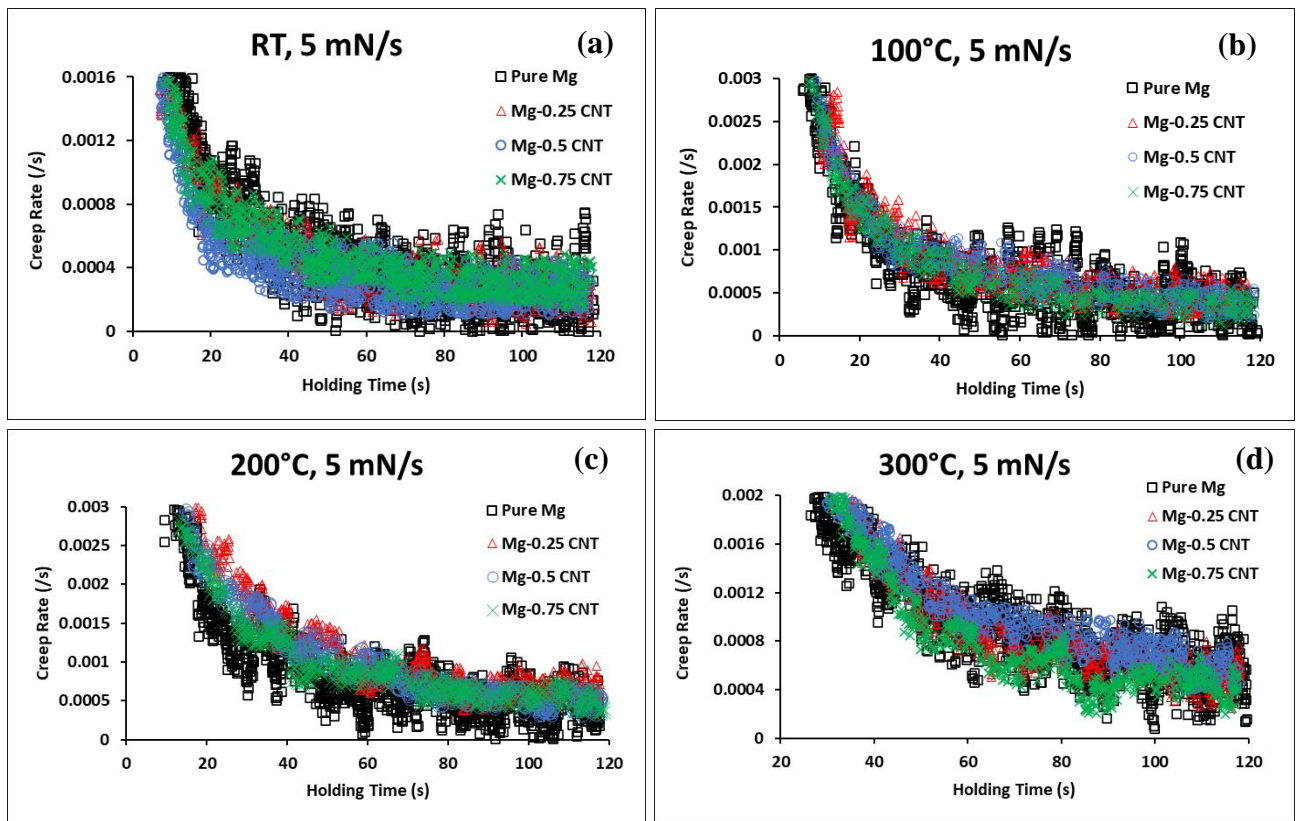 RT, 5 mN/s
(a)
Creep Rate (/s)
0.0016
0.0012
0.0008
0.0004
0
Pure Mg
Mg-0.25 CNT
Mg-0.5 CNT
Mg-0.75 CNT
0 20 40 60 80 100 120
Holding Time (s)
100°C, 5 mN/s
(b)
Creep Rate (/s)
0.003
0.0025
0.002
0.0015
0.001
0.0005
0
Pure Mg
Mg-0.25 CNT
Mg-0.5 CNT
Mg-0.75 CNT
0 20 40 60 80 100 120
Holding Time (s)
200°C, 5 mN/s
(c)
Creep Rate (/s)
0.003
0.0025
0.002
0.0015
0.001
0.0005
0
Pure Mg
Mg-0.25 CNT
Mg-0.5 CNT
Mg-0.75 CNT
0 20 40 60 80 100 120
Holding Time (s)
300°C, 5 mN/s
(d)
Creep Rate (/s)
0.002
0.0016
0.0012
0.0008
0.0004
0
Pure Mg
Mg-0.25 CNT
Mg-0.5 CNT
Mg-0.75 CNT
20 40 60 80 100 120
Holding Time (s)